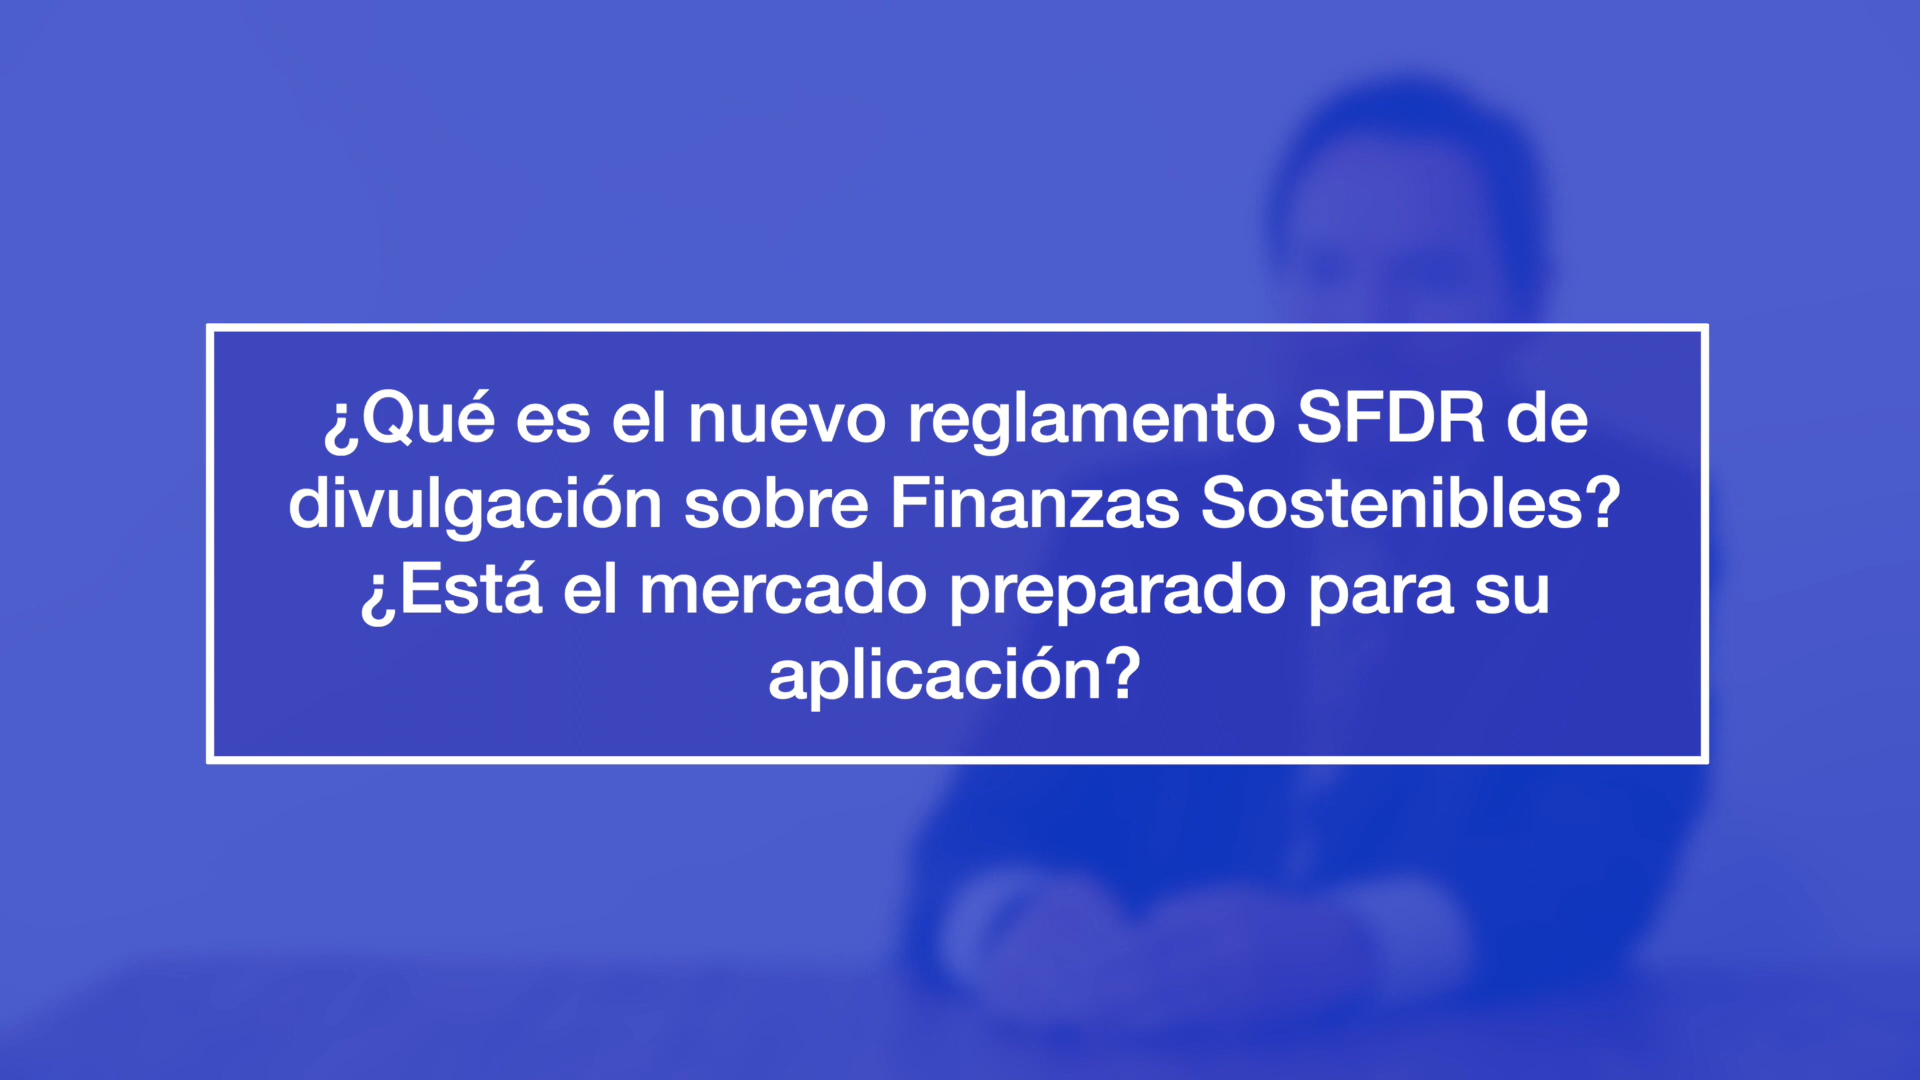 ¿Qué es el nuevo reglamento SFDR de
divulgación sobre Finanzas Sostenibles?
¿Está el mercado preparado para su
aplicación?